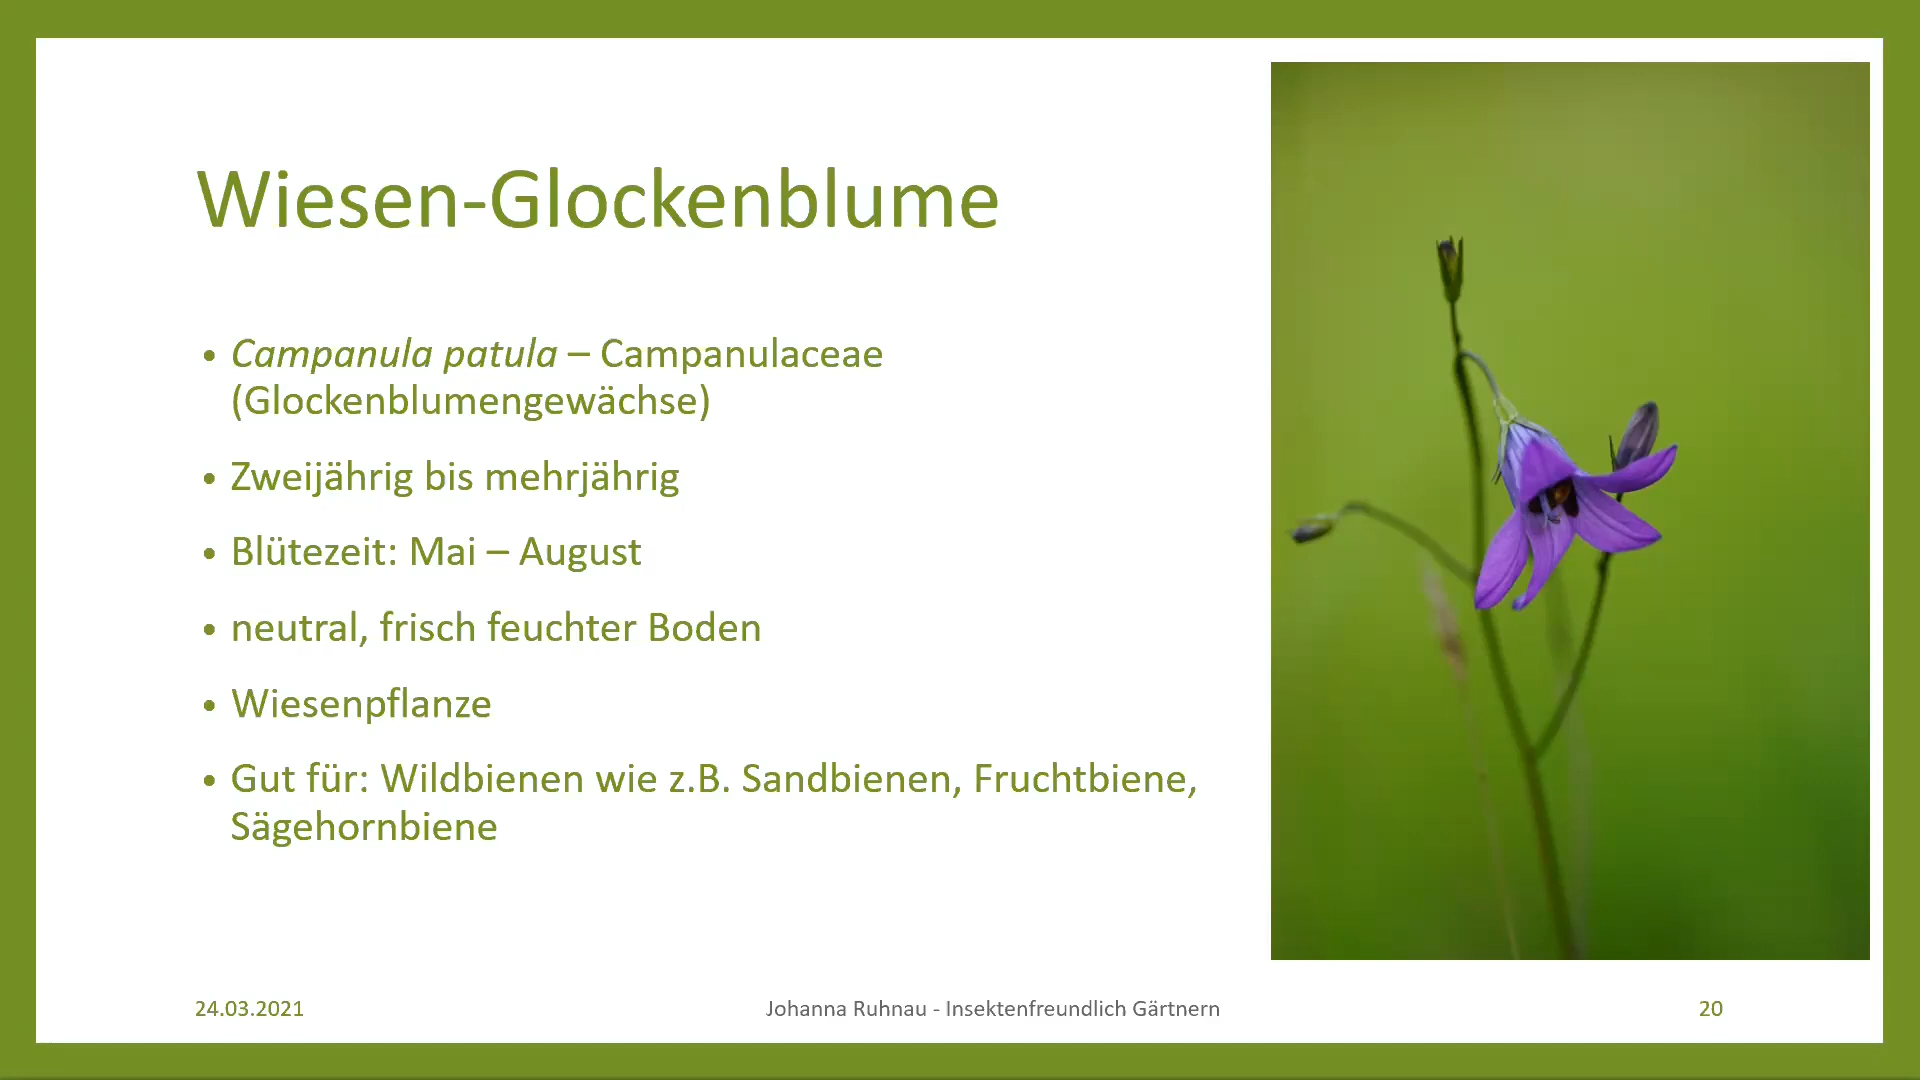 Wiesen-Glockenblume
• Campanula patula – Campanulaceae
(Glockenblumengewächse)
• Zweijährig bis mehrjährig
• Blütezeit: Mai – August
• neutral, frisch feuchter Boden
• Wiesenpflanze
• Gut für: Wildbienen wie z.B. Sandbienen, Fruchtbiene,
Sägehornbiene
24.03.2021
Johanna Ruhnau - Insektenfreundlich Gärtnern
20